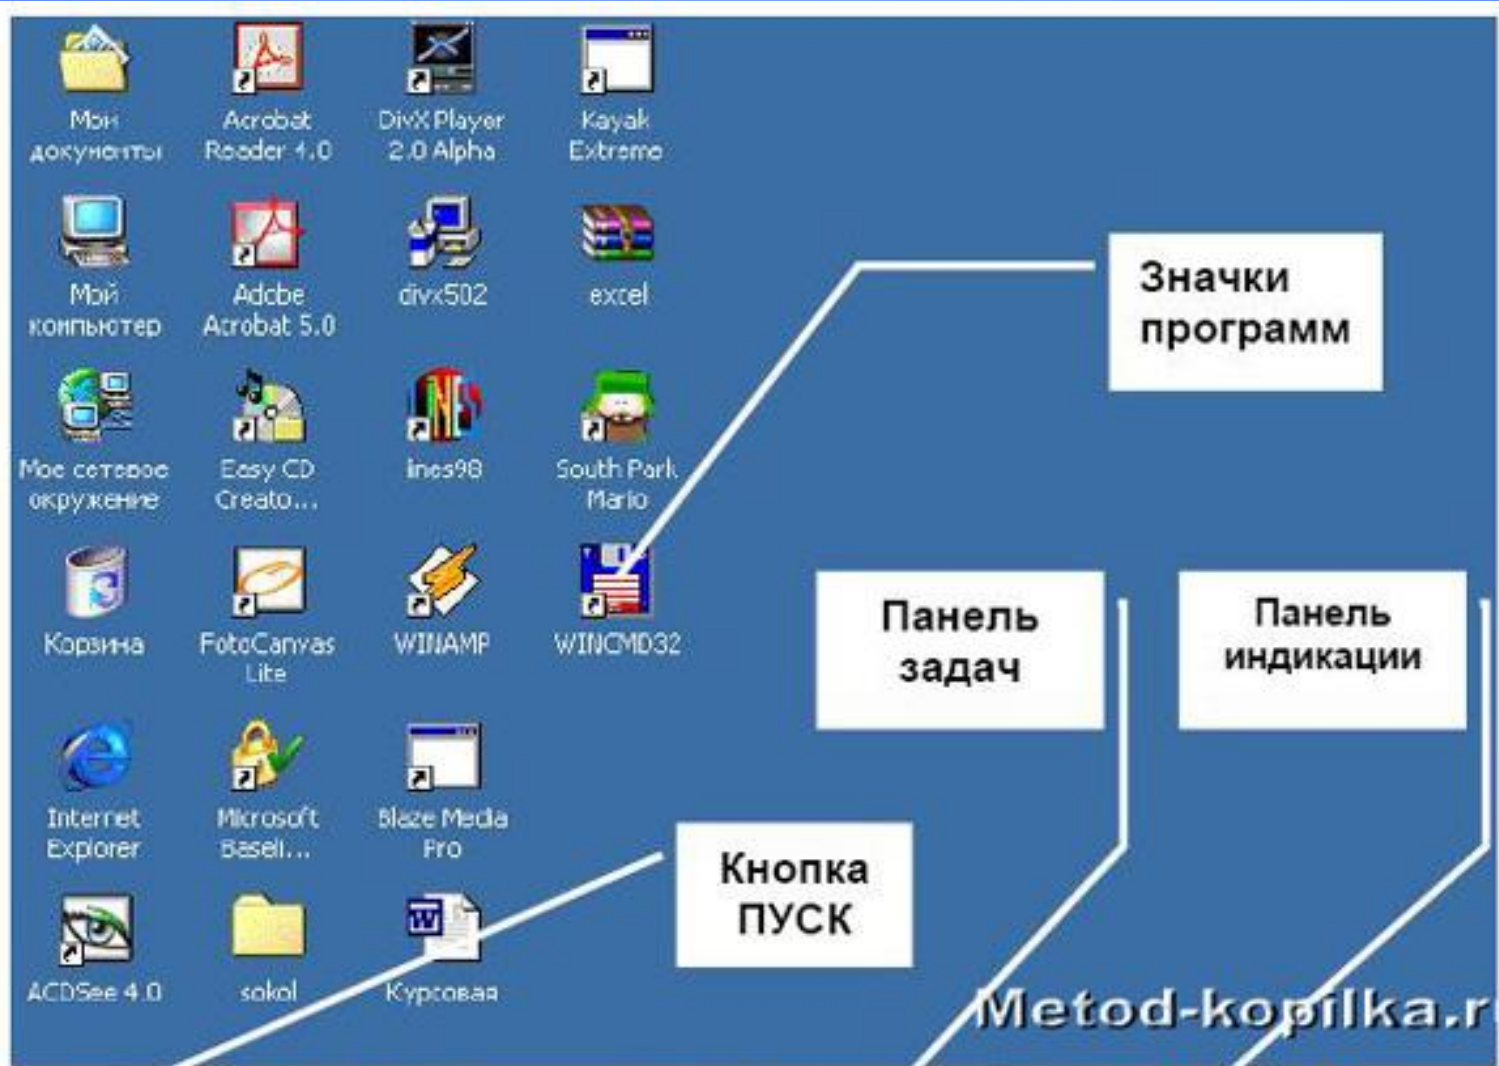 Мои
документы
Acrobat
Reader 4.0
DivX Player
2.0 Alpha
Kayak
Extreme
Мой
компьютер
Adobe
Acrobat 5.0
divx502
excel
Значки
программ
Мое сетевое
окружение
Easy CD
Creato...
lines98
South Park
Mario
Корзина
FotoCanvas
Lite
WINAMP
WINCMD32
Панель
задач
Панель
индикации
Internet
Explorer
Microsoft
Baseli...
Blaze Media
Pro
Кнопка
ПУСК
ACDSee 4.0
sokol
Курсовая
Metod-kopilka.ru